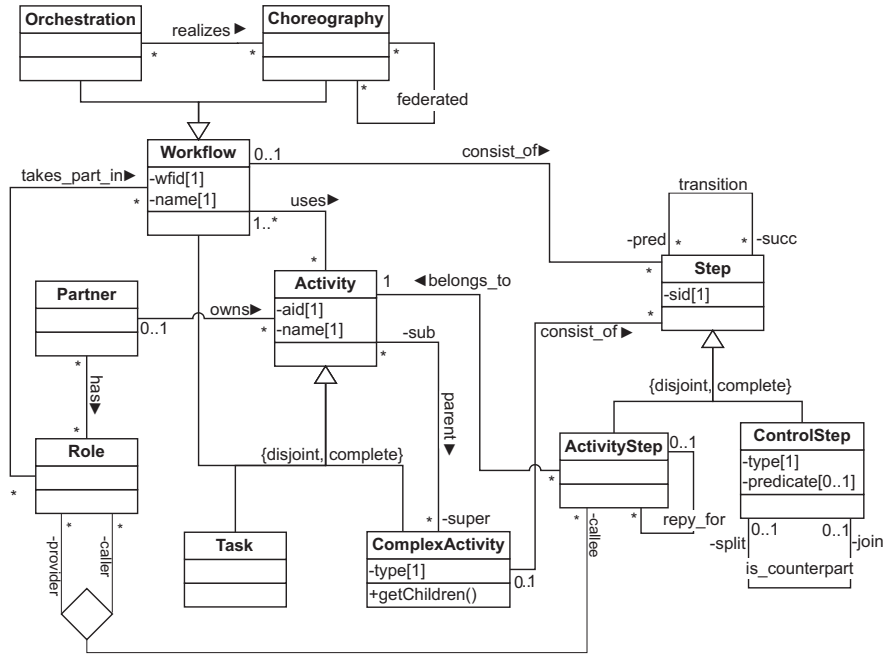 Orchestration
Choreography
realizes ▶
*
*
*
*
federated
Workflow
-wfid[1]
-name[1]
0..1
consist_of▶
takes_part_in▶
*
uses▶
1..*
*
transition
-pred
*
*
-succ
*
Step
-sid[1]
Partner
0..1
owns▶
*
Activity
-aid[1]
-name[1]
1
◀belongs_to
-sub
*
consist_of ▶
*
*
has▶
*
parent▶
{disjoint, complete}
{disjoint, complete}
Role
*
*
*
-provider
-caller
Task
*
-super
ComplexActivity
-type[1]
+getChildren()
0..1
ActivityStep
0..1
*
*
-callee
*
repy_for
ControlStep
-type[1]
-predicate[0..1]
0..1
0..1
-split
-join
is_counterpart